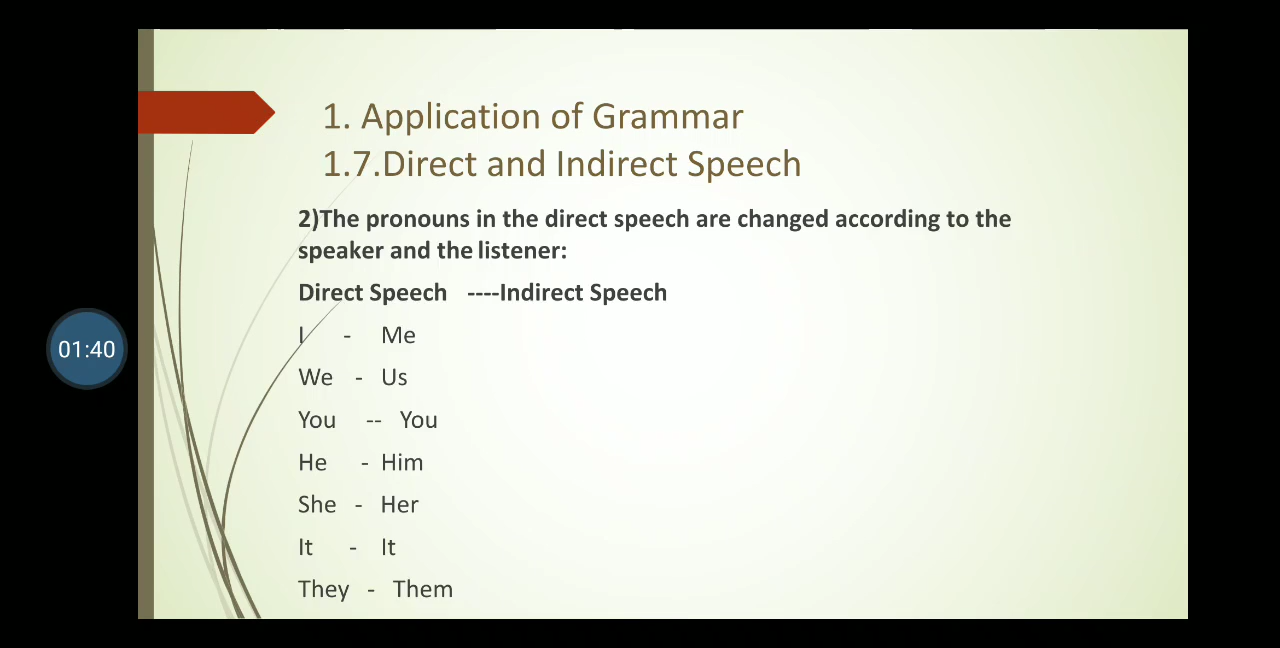 1. Application of Grammar
1.7.Direct and Indirect Speech
2)The pronouns in the direct speech are changed according to the
speaker and the listener:
Direct Speech ----Indirect Speech
I - Me
We - Us
You -- You
He - Him
She - Her
It - It
They - Them
01:40